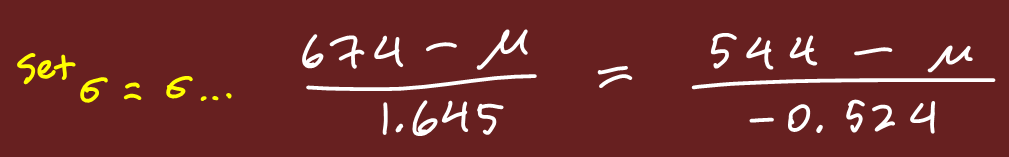 set σ = σ... (674 - μ)/1.645 = (544 - μ)/-0.524